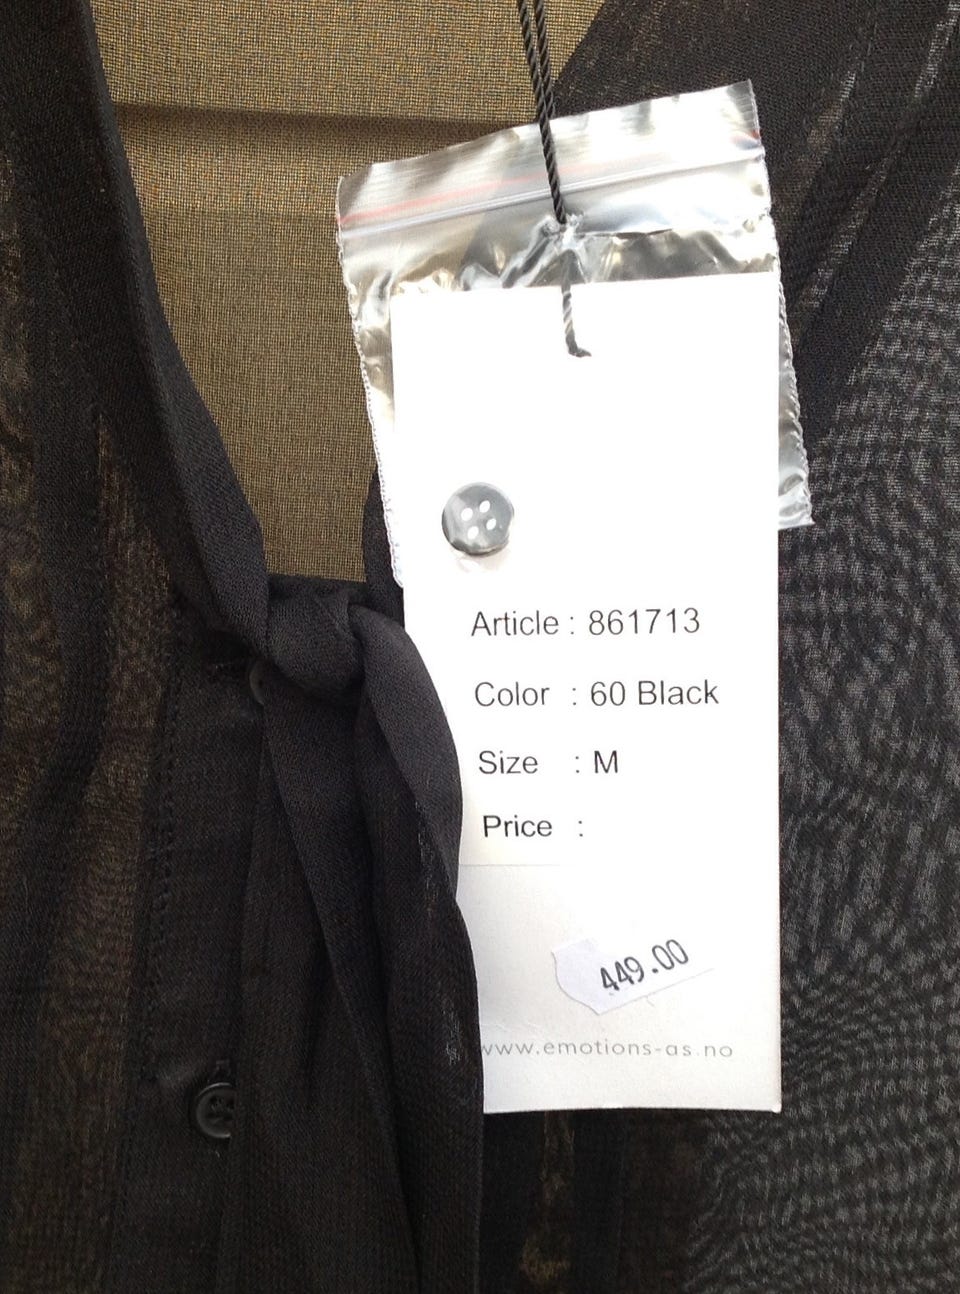 Article : 861713
Color : 60 Black
Size : M
Price :
449.00
www.emotions-as.no